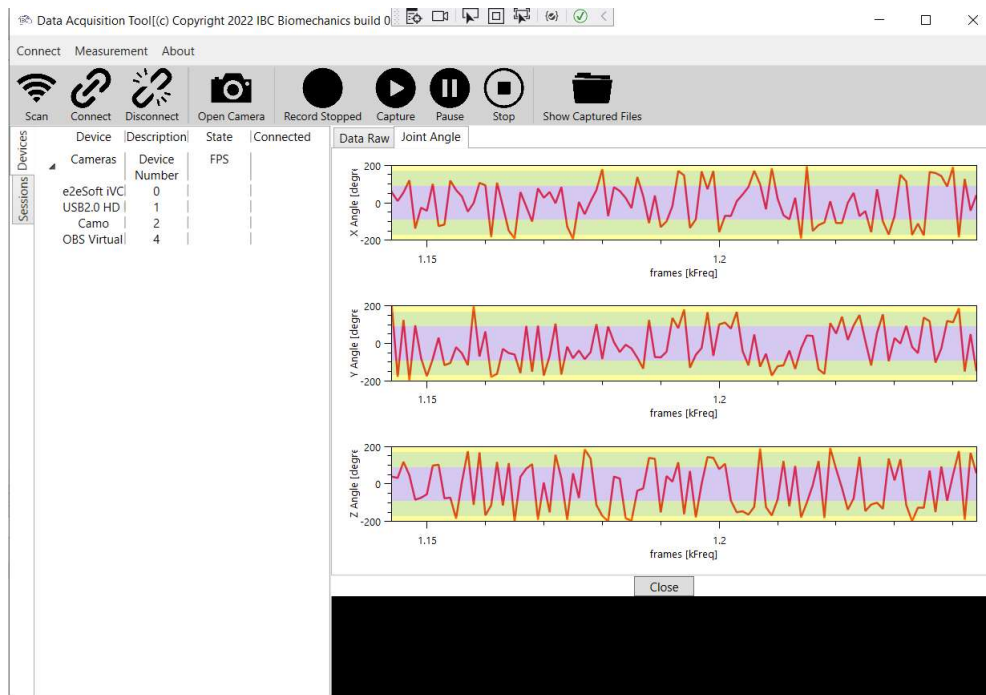 Data Acquisition Tool[(c) Copyright 2022 IBC Biomechanics build 0
Connect Measurement About
Scan Connect Disconnect Open Camera Record Stopped Capture Pause Stop Show Captured Files
Devices
Sessions
Device Description State Connected
Cameras Device Number FPS
e2eSoft iVC 0
USB2.0 HD 1
Camo 2
OBS Virtual 4
Data Raw Joint Angle
X Angle [degre
200
0
-200
1.15 1.2
frames [kFreq]
Y Angle [degre
200
0
-200
1.15 1.2
frames [kFreq]
Z Angle [degre
200
0
-200
1.15 1.2
frames [kFreq]
Close